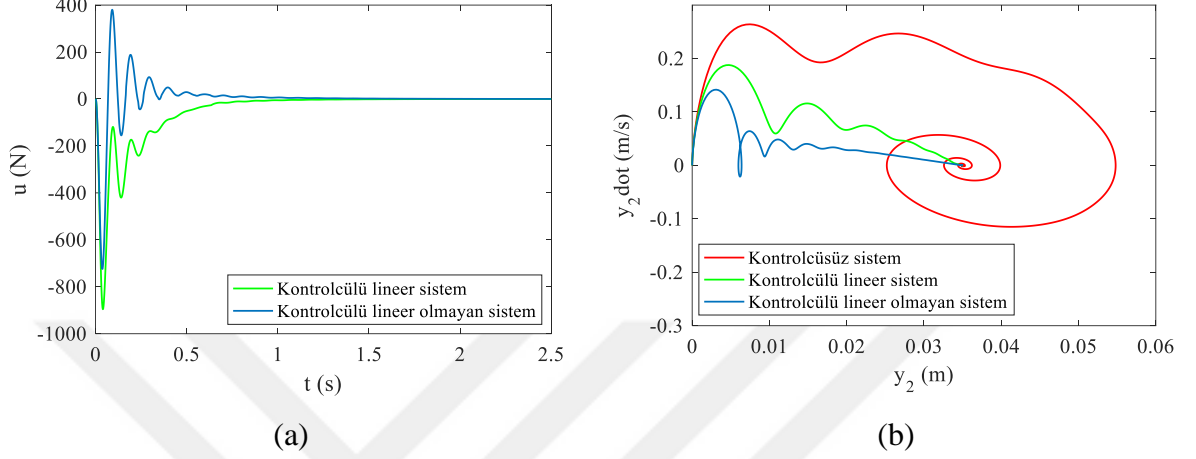 400
200
0
-200
-400
-600
-800
-1000
u (N)
0 0.5 1 1.5 2 2.5
t (s)
Kontrolcülü lineer sistem
Kontrolcülü lineer olmayan sistem
(a)
0.2
0.1
0
-0.1
-0.2
-0.3
y2dot (m/s)
0 0.01 0.02 0.03 0.04 0.05 0.06
y2 (m)
Kontrolcüsüz sistem
Kontrolcülü lineer sistem
Kontrolcülü lineer olmayan sistem
(b)